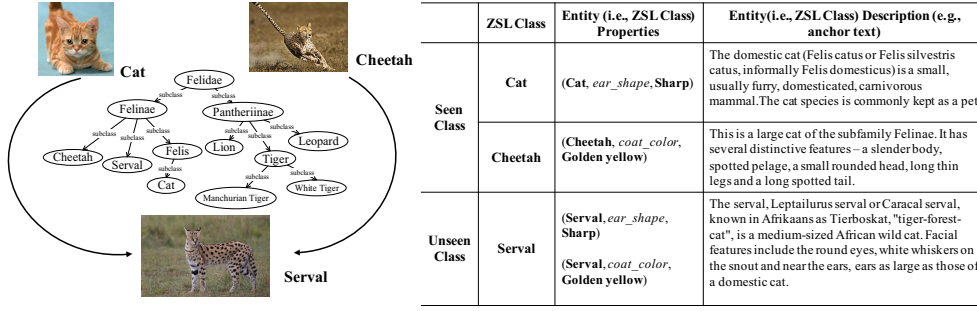 Cat
Cheetah
Felidae
subclass
subclass
Felinae
Pantheriinae
subclass
subclass
subclass
subclass
subclass
subclass
Cheetah
Serval
Felis
Lion
Tiger
Leopard
subclass
subclass
subclass
Cat
Manchurian Tiger
White Tiger
Serval
ZSL Class
Entity (i.e., ZSL Class)
Properties
Entity(i.e., ZSL Class) Description (e.g.,
anchor text)
Seen
Class
Cat
(Cat, ear_shape, Sharp)
The domestic cat (Felis catus or Felis silvestris
catus, informally Felis domesticus) is a small,
usually furry, domesticated, carnivorous
mammal.The cat species is commonly kept as a pet
Cheetah
(Cheetah, coat_color,
Golden yellow)
This is a large cat of the subfamily Felinae. It has
several distinctive features – a slender body,
spotted pelage, a small rounded head, long thin
legs and a long spotted tail.
Unseen
Class
Serval
(Serval, ear_shape,
Sharp)
(Serval, coat_color,
Golden yellow)
The serval, Leptailurus serval or Caracal serval,
known in Afrikaans as Tierboskat, "tiger-forest-
cat", is a medium-sized African wild cat. Facial
features include the round eyes, white whiskers on
the snout and near the ears, ears as large as those of
a domestic cat.